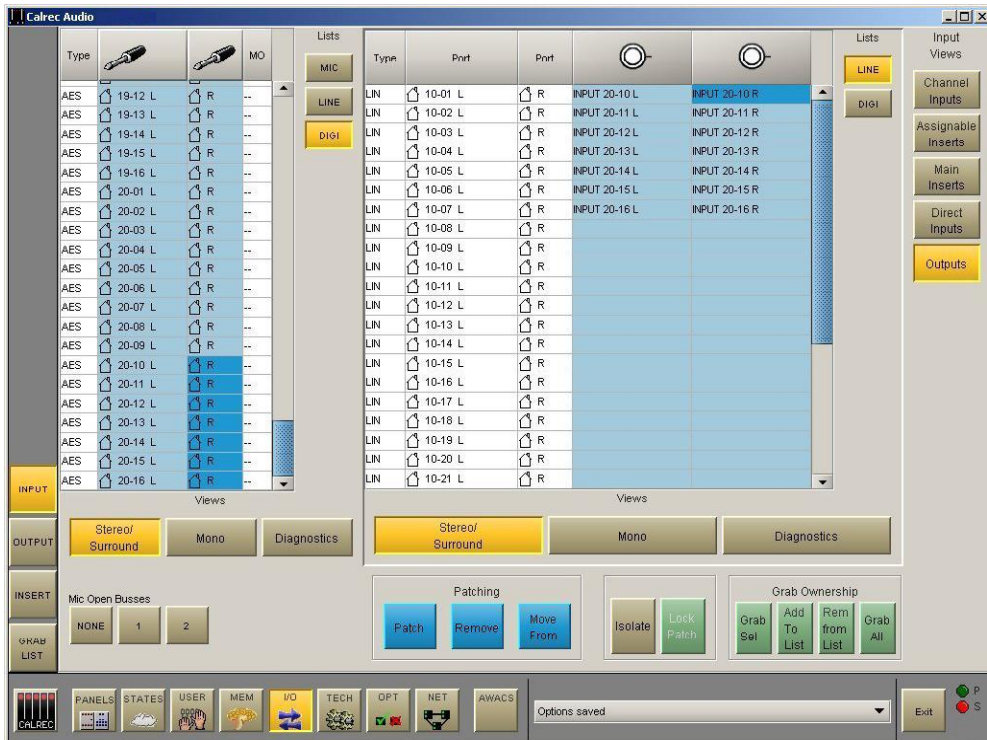 Calrec Audio
Type MO
AES 19-12 L R --
AES 19-13 L R --
AES 19-14 L R --
AES 19-15 L R --
AES 19-16 L R --
AES 20-01 L R --
AES 20-02 L R --
AES 20-03 L R --
AES 20-04 L R --
AES 20-05 L R --
AES 20-06 L R --
AES 20-07 L R --
AES 20-08 L R --
AES 20-09 L R --
AES 20-10 L R --
AES 20-11 L R --
AES 20-12 L R --
AES 20-13 L R --
AES 20-14 L R --
AES 20-15 L R --
AES 20-16 L R --
Lists
MIC
LINE
DIGI
Views
Stereo/
Surround
Mono
Diagnostics
Type Port Port
LIN 10-01 L R INPUT 20-10 L INPUT 20-10 R
LIN 10-02 L R INPUT 20-11 L INPUT 20-11 R
LIN 10-03 L R INPUT 20-12 L INPUT 20-12 R
LIN 10-04 L R INPUT 20-13 L INPUT 20-13 R
LIN 10-05 L R INPUT 20-14 L INPUT 20-14 R
LIN 10-06 L R INPUT 20-15 L INPUT 20-15 R
LIN 10-07 L R INPUT 20-16 L INPUT 20-16 R
LIN 10-08 L R
LIN 10-09 L R
LIN 10-10 L R
LIN 10-11 L R
LIN 10-12 L R
LIN 10-13 L R
LIN 10-14 L R
LIN 10-15 L R
LIN 10-16 L R
LIN 10-17 L R
LIN 10-18 L R
LIN 10-19 L R
LIN 10-20 L R
LIN 10-21 L R
Lists
LINE
DIGI
Views
Stereo/
Surround
Mono
Diagnostics
Input
Views
Channel
Inputs
Assignable
Inserts
Main
Inserts
Direct
Inputs
Outputs
INPUT
OUTPUT
INSERT
GRAB
LIST
Mic Open Busses
NONE 1 2
Patching
Patch
Remove
Move
From
Isolate
Lock
Patch
Grab Ownership
Grab
Sel
Add
To
List
Rem
from
List
Grab
All
CALREC
PANELS STATES USER MEM I/O TECH OPT NET AWACS
Options saved
Exit
P
S